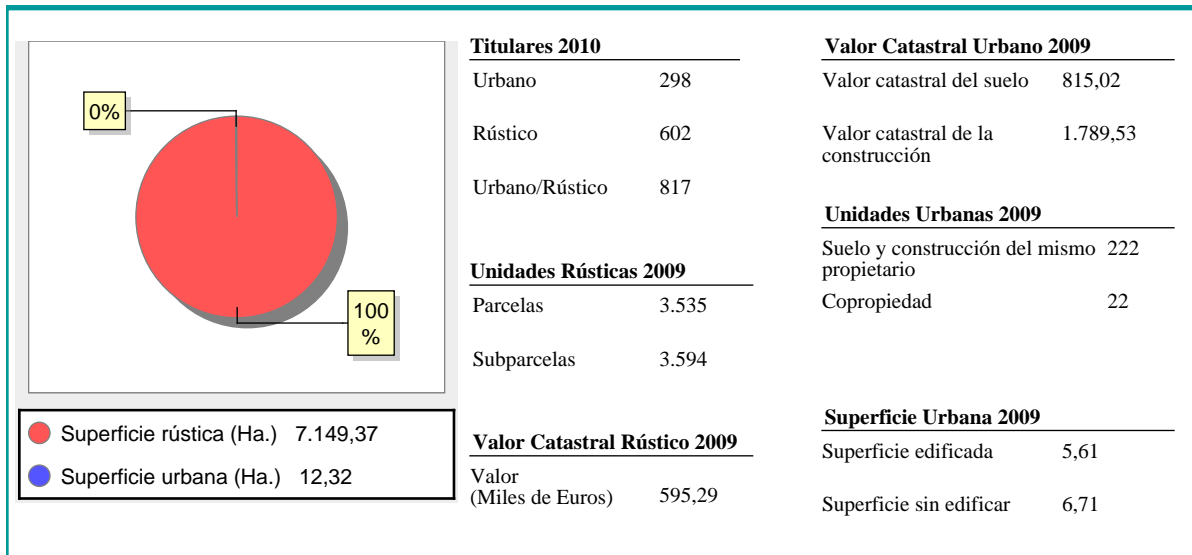 0%
100
%
Superficie rústica (Ha.) 7.149,37
Superficie urbana (Ha.) 12,32
Titulares 2010
Urbano 298
Rústico 602
Urbano/Rústico 817
Unidades Rústicas 2009
Parcelas 3.535
Subparcelas 3.594
Valor Catastral Rústico 2009
Valor
(Miles de Euros) 595,29
Valor Catastral Urbano 2009
Valor catastral del suelo 815,02
Valor catastral de la 1.789,53
construcción
Unidades Urbanas 2009
Suelo y construcción del mismo 222
propietario
Copropiedad 22
Superficie Urbana 2009
Superficie edificada 5,61
Superficie sin edificar 6,71